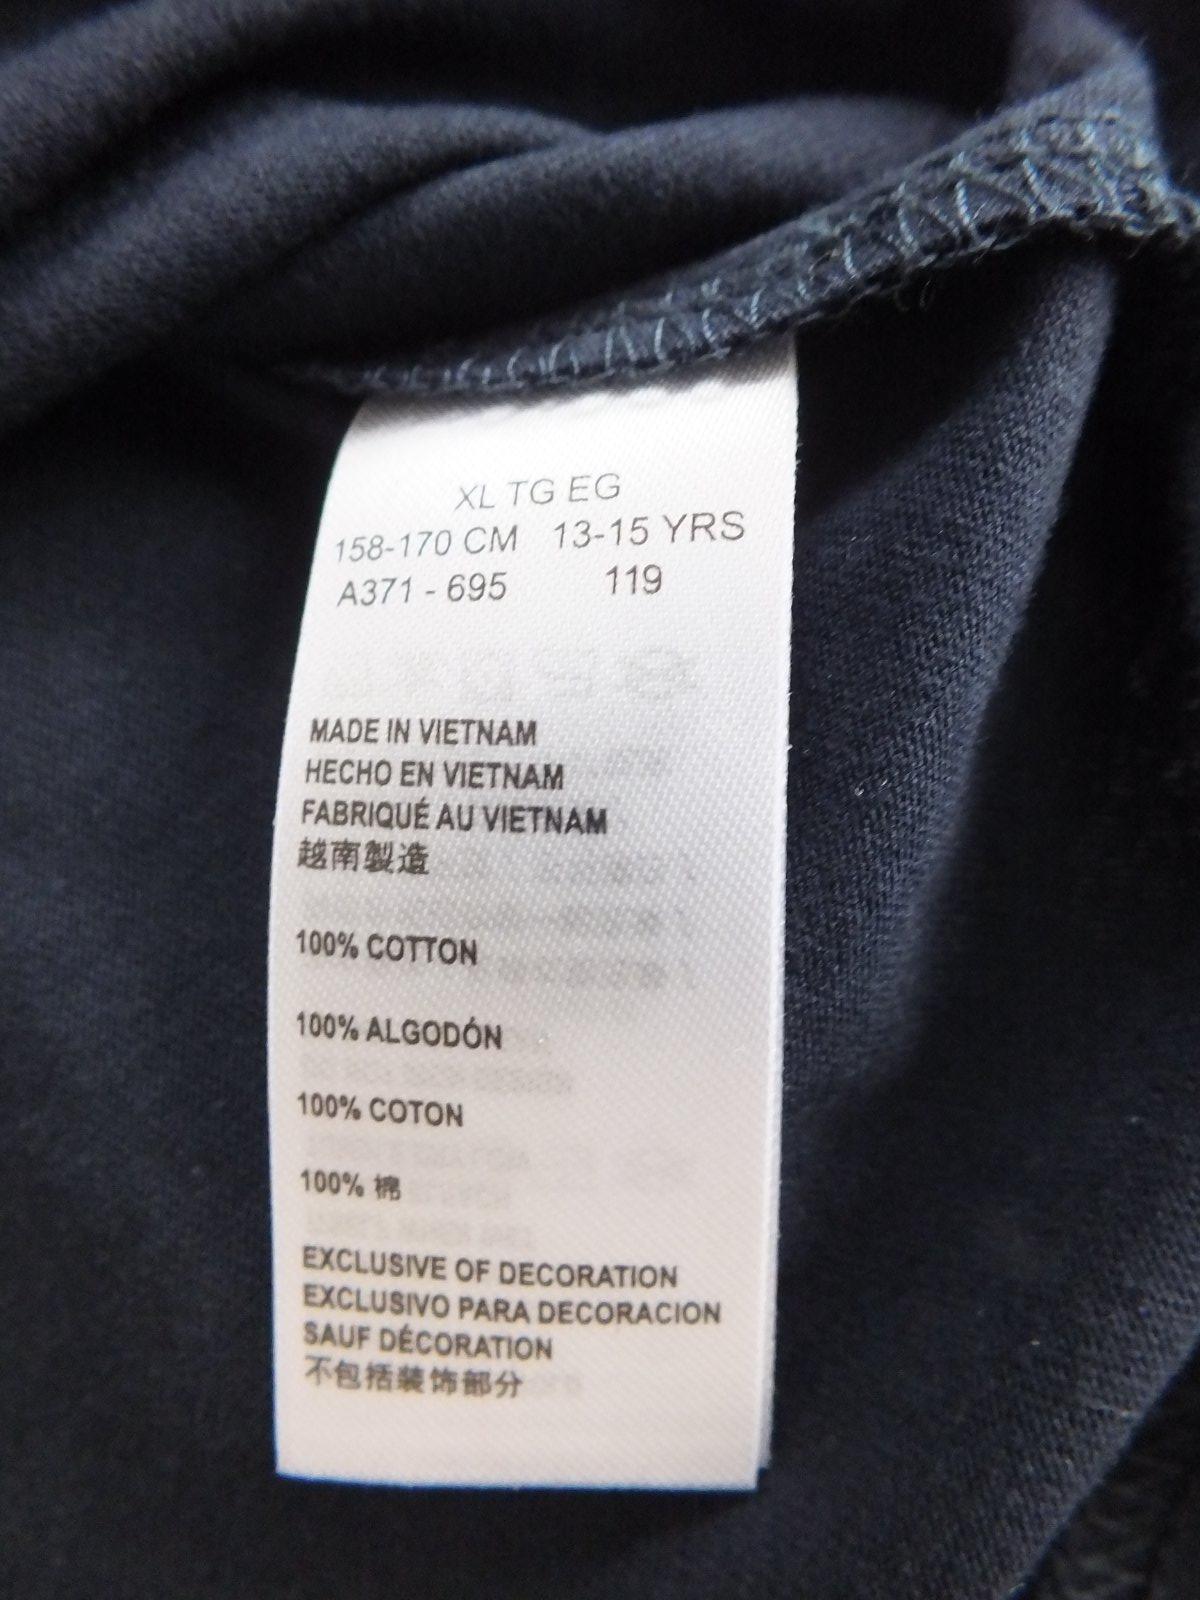 XL TG EG
158-170 CM 13-15 YRS
A371 - 695 119
MADE IN VIETNAM
HECHO EN VIETNAM
FABRIQUÉ AU VIETNAM
越南製造
100% COTTON
100% ALGODÓN
100% COTON
100% 棉
EXCLUSIVE OF DECORATION
EXCLUSIVO PARA DECORACION
SAUF DÉCORATION
不包括装饰部分